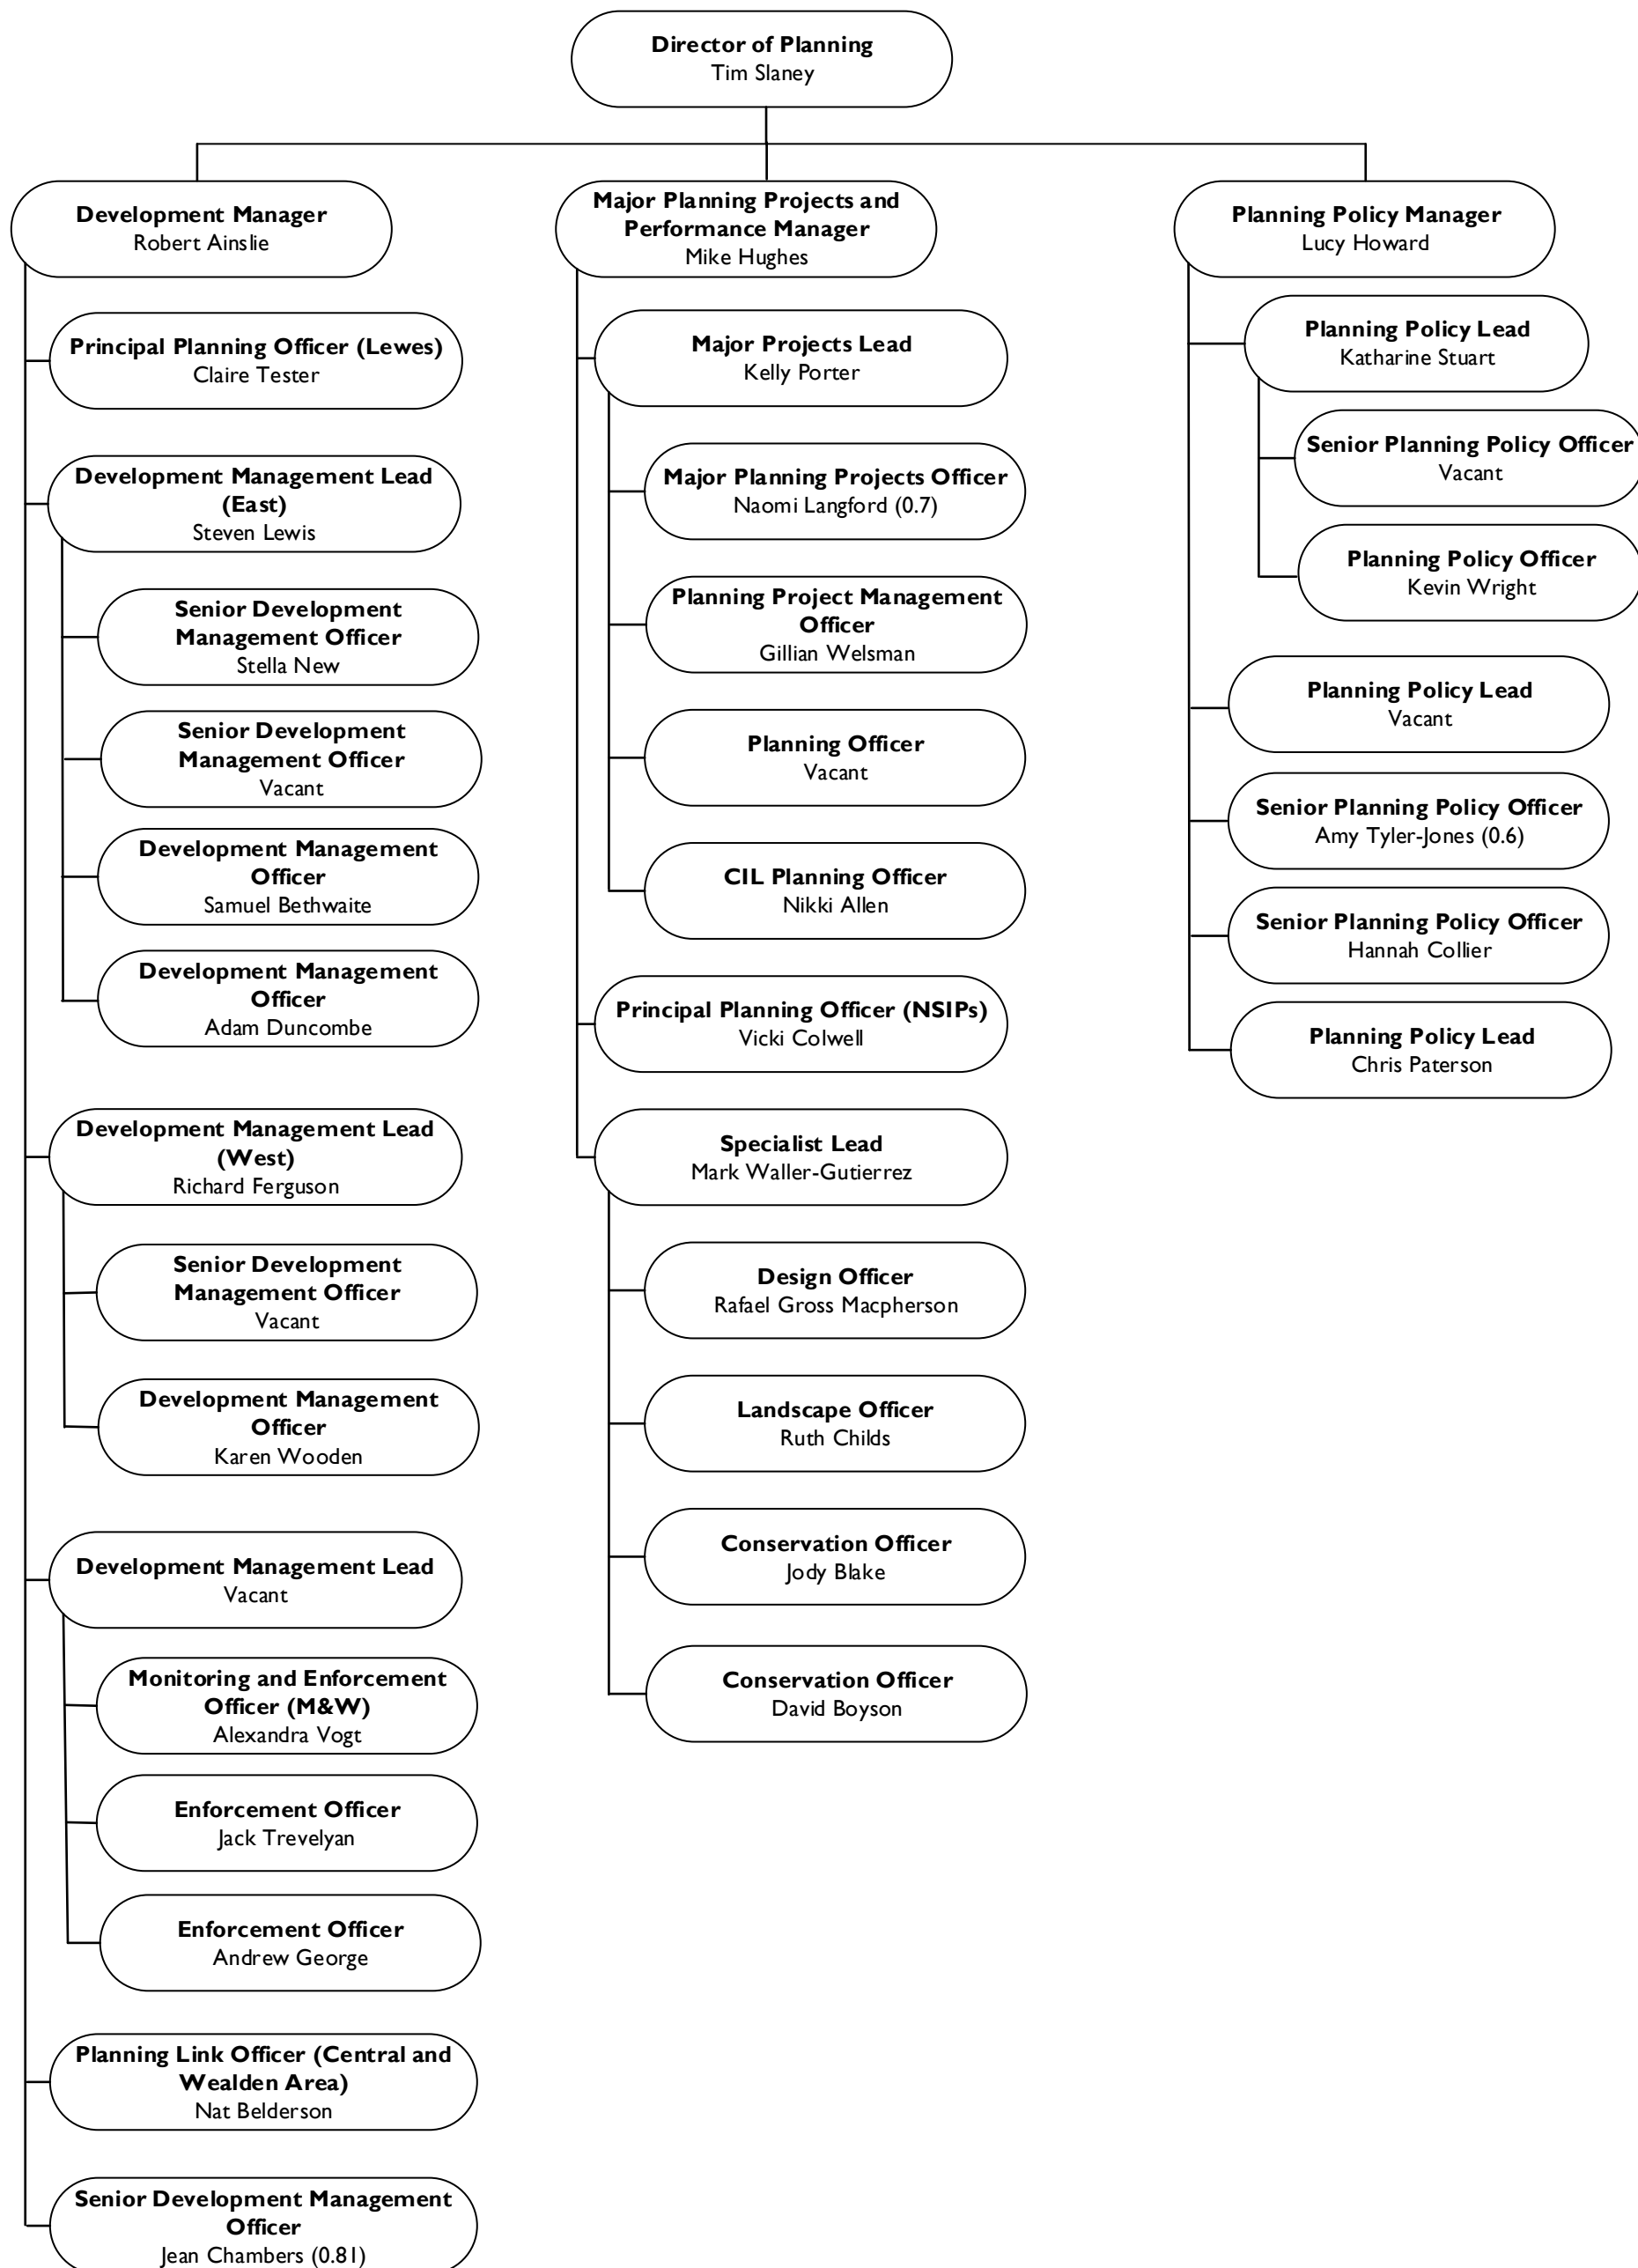 Director of Planning
Tim Slaney
Development Manager
Robert Ainslie
Principal Planning Officer (Lewes)
Claire Tester
Development Management Lead
(East)
Steven Lewis
Senior Development
Management Officer
Stella New
Senior Development
Management Officer
Vacant
Development Management
Officer
Samuel Bethwaite
Development Management
Officer
Adam Duncombe
Development Management Lead
(West)
Richard Ferguson
Senior Development
Management Officer
Vacant
Development Management
Officer
Karen Wooden
Development Management Lead
Vacant
Monitoring and Enforcement
Officer (M&W)
Alexandra Vogt
Enforcement Officer
Jack Trevelyan
Enforcement Officer
Andrew George
Planning Link Officer (Central and
Wealden Area)
Nat Belderson
Senior Development Management
Officer
Jean Chambers (0.81)
Major Planning Projects and
Performance Manager
Mike Hughes
Major Projects Lead
Kelly Porter
Major Planning Projects Officer
Naomi Langford (0.7)
Planning Project Management
Officer
Gillian Welsman
Planning Officer
Vacant
CIL Planning Officer
Nikki Allen
Principal Planning Officer (NSIPs)
Vicki Colwell
Specialist Lead
Mark Waller-Gutierrez
Design Officer
Rafael Gross Macpherson
Landscape Officer
Ruth Childs
Conservation Officer
Jody Blake
Conservation Officer
David Boyson
Planning Policy Manager
Lucy Howard
Planning Policy Lead
Katharine Stuart
Senior Planning Policy Officer
Vacant
Planning Policy Officer
Kevin Wright
Planning Policy Lead
Vacant
Senior Planning Policy Officer
Amy Tyler-Jones (0.6)
Senior Planning Policy Officer
Hannah Collier
Planning Policy Lead
Chris Paterson